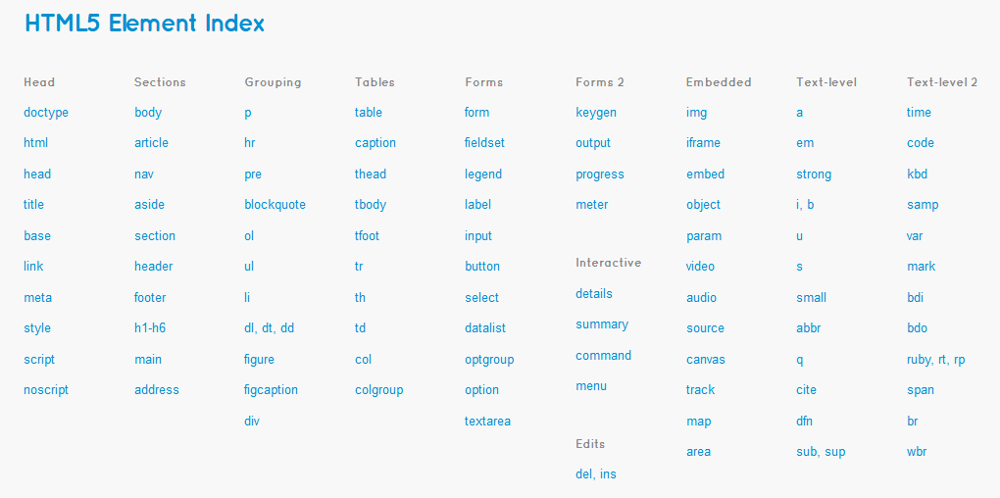 HTML5 Element Index
Head
doctype
html
head
title
base
link
meta
style
script
noscript
Sections
body
article
nav
aside
section
header
footer
h1-h6
main
address
Grouping
p
hr
pre
blockquote
ol
ul
li
dl, dt, dd
figure
figcaption
div
Tables
table
caption
thead
tbody
tfoot
tr
th
td
col
colgroup
Forms
form
fieldset
legend
label
input
button
select
datalist
optgroup
option
textarea
Forms 2
keygen
output
progress
meter
Interactive
details
summary
command
menu
Edits
del, ins
Embedded
img
iframe
embed
object
param
video
audio
source
canvas
track
map
area
Text-level
a
em
strong
i, b
u
s
small
abbr
q
cite
dfn
sub, sup
Text-level 2
time
code
kbd
samp
var
mark
bdi
bdo
ruby, rt, rp
span
br
wbr